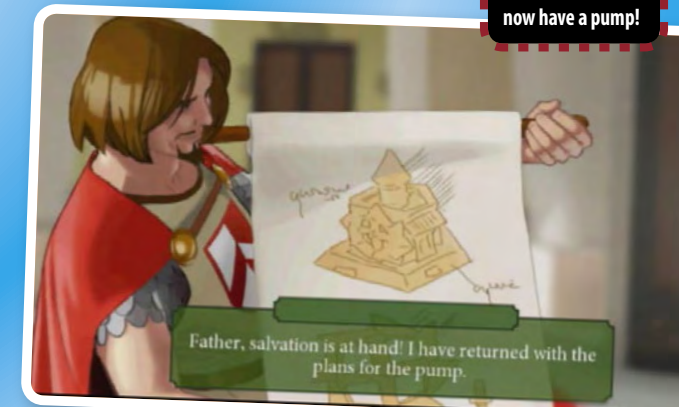 now have a pump!
Father, salvation is at hand! I have returned with the
plans for the pump.